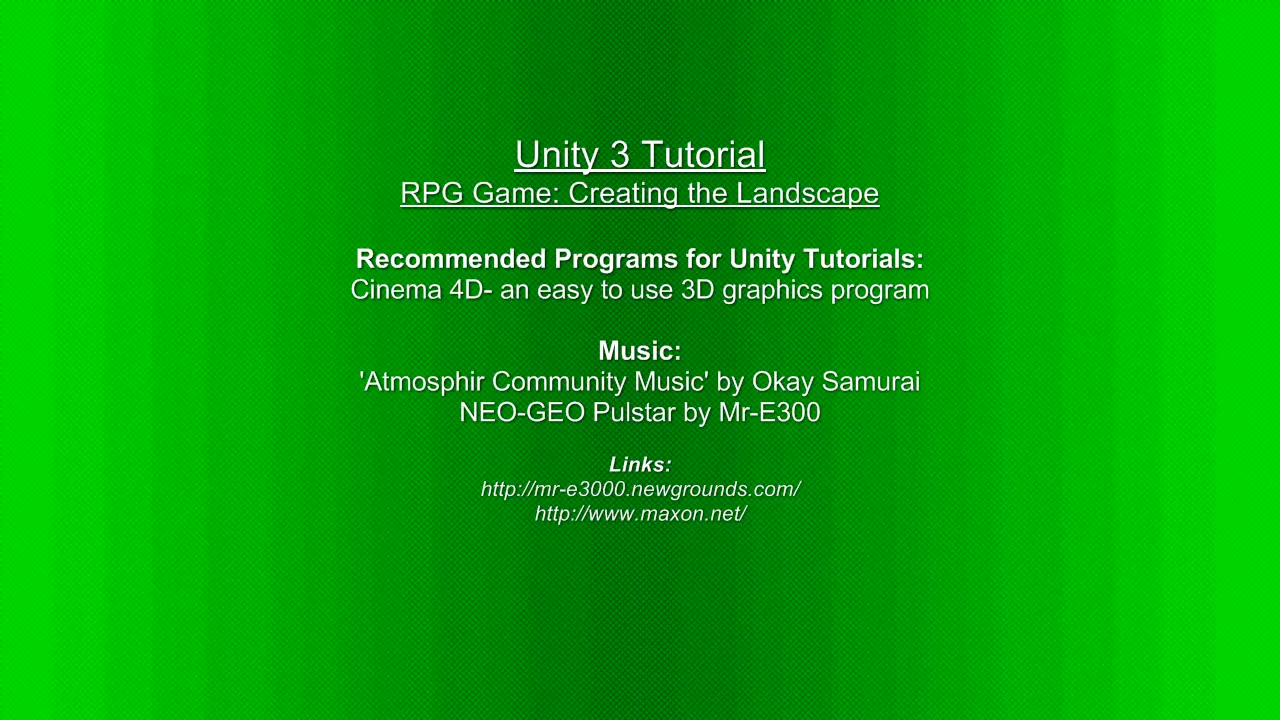 Unity 3 Tutorial
RPG Game: Creating the Landscape
Recommended Programs for Unity Tutorials:
Cinema 4D- an easy to use 3D graphics program
Music:
'Atmosphir Community Music' by Okay Samurai
NEO-GEO Pulstar by Mr-E300
Links:
http://mr-e3000.newgrounds.com/
http://www.maxon.net/